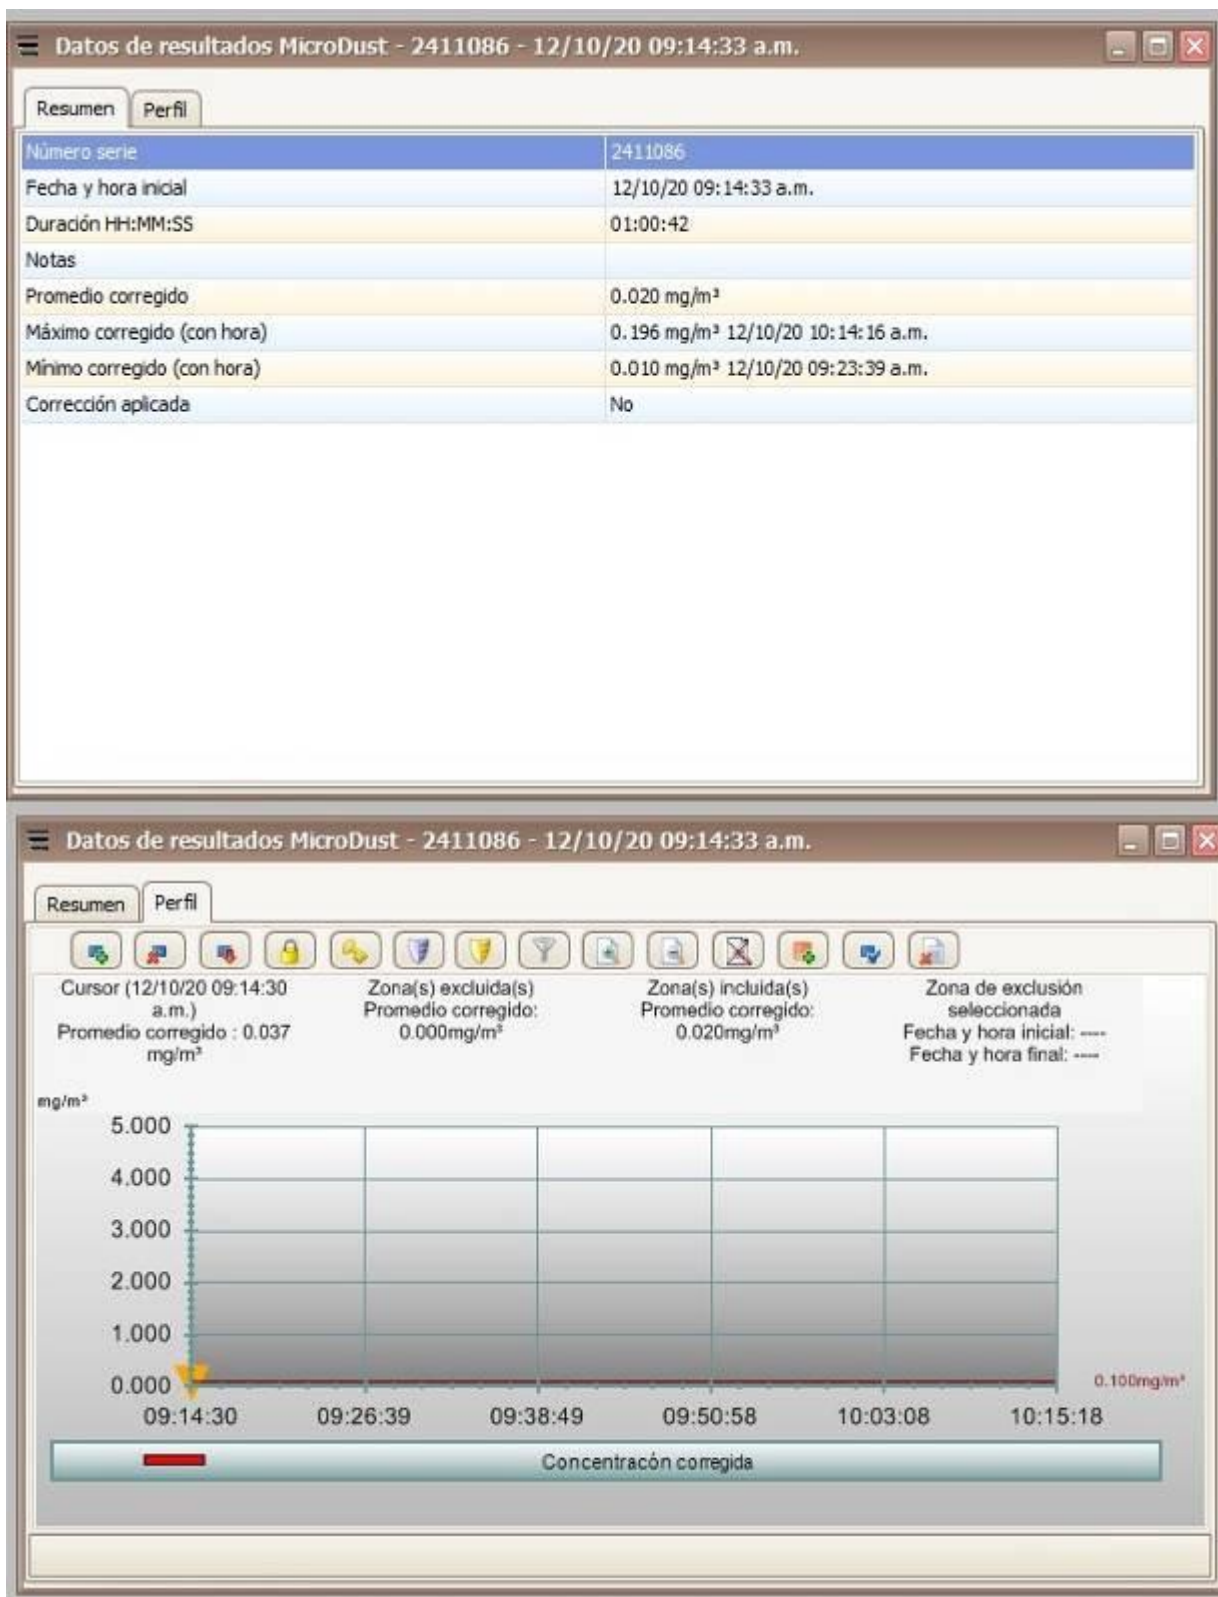 Datos de resultados MicroDust - 2411086 - 12/10/20 09:14:33 a.m.
Resumen Perfil
Número serie 2411086
Fecha y hora inicial 12/10/20 09:14:33 a.m.
Duración HH:MM:SS 01:00:42
Notas
Promedio corregido 0.020 mg/m³
Máximo corregido (con hora) 0.196 mg/m³ 12/10/20 10:14:16 a.m.
Mínimo corregido (con hora) 0.010 mg/m³ 12/10/20 09:23:39 a.m.
Corrección aplicada No
Datos de resultados MicroDust - 2411086 - 12/10/20 09:14:33 a.m.
Resumen Perfil
Cursor (12/10/20 09:14:30
a.m.)
Promedio corregido : 0.037
mg/m³
Zona(s) excluida(s)
Promedio corregido:
0.000mg/m³
Zona(s) incluida(s)
Promedio corregido:
0.020mg/m³
Zona de exclusión
seleccionada
Fecha y hora inicial: ----
Fecha y hora final: ----
mg/m³
5.000
4.000
3.000
2.000
1.000
0.000
0.100mg/m³
09:14:30 09:26:39 09:38:49 09:50:58 10:03:08 10:15:18
Concentracón corregida